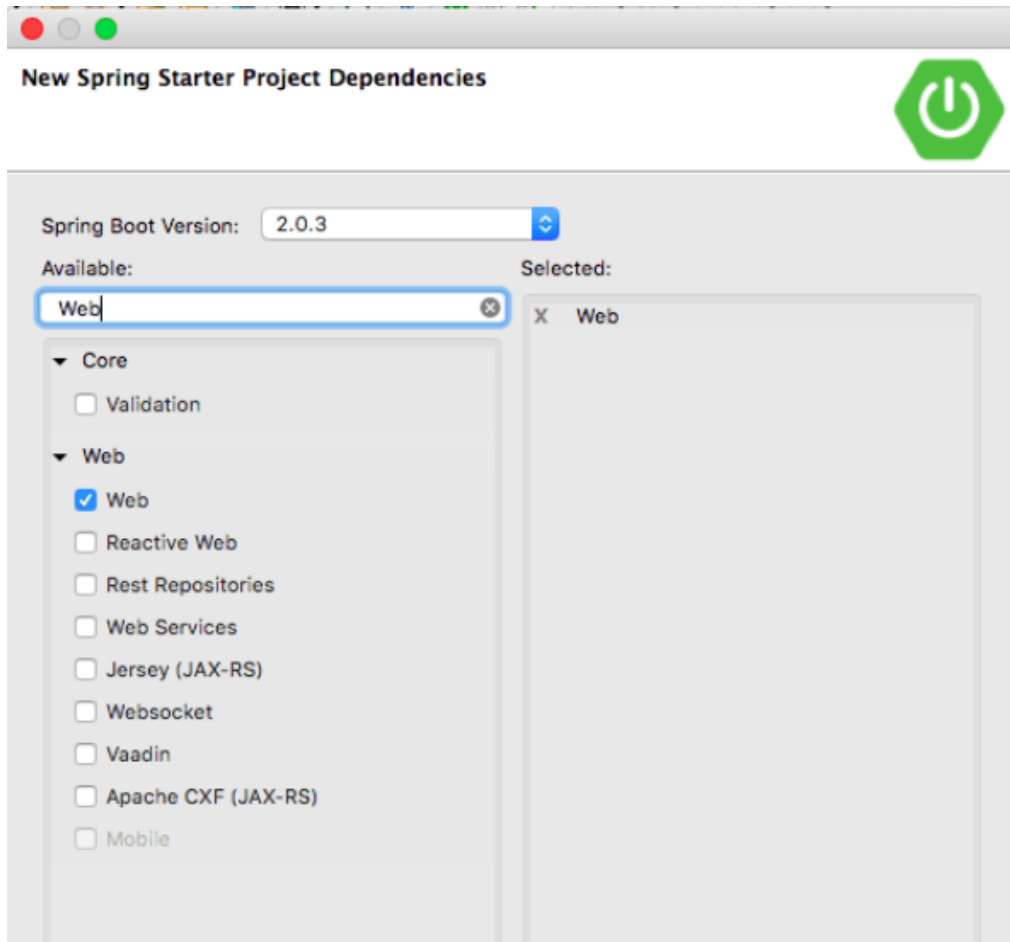 New Spring Starter Project Dependencies
Spring Boot Version: 2.0.3
Available:
Selected:
Web
X Web
Core
Validation
Web
Web
Reactive Web
Rest Repositories
Web Services
Jersey (JAX-RS)
Websocket
Vaadin
Apache CXF (JAX-RS)
Mobile